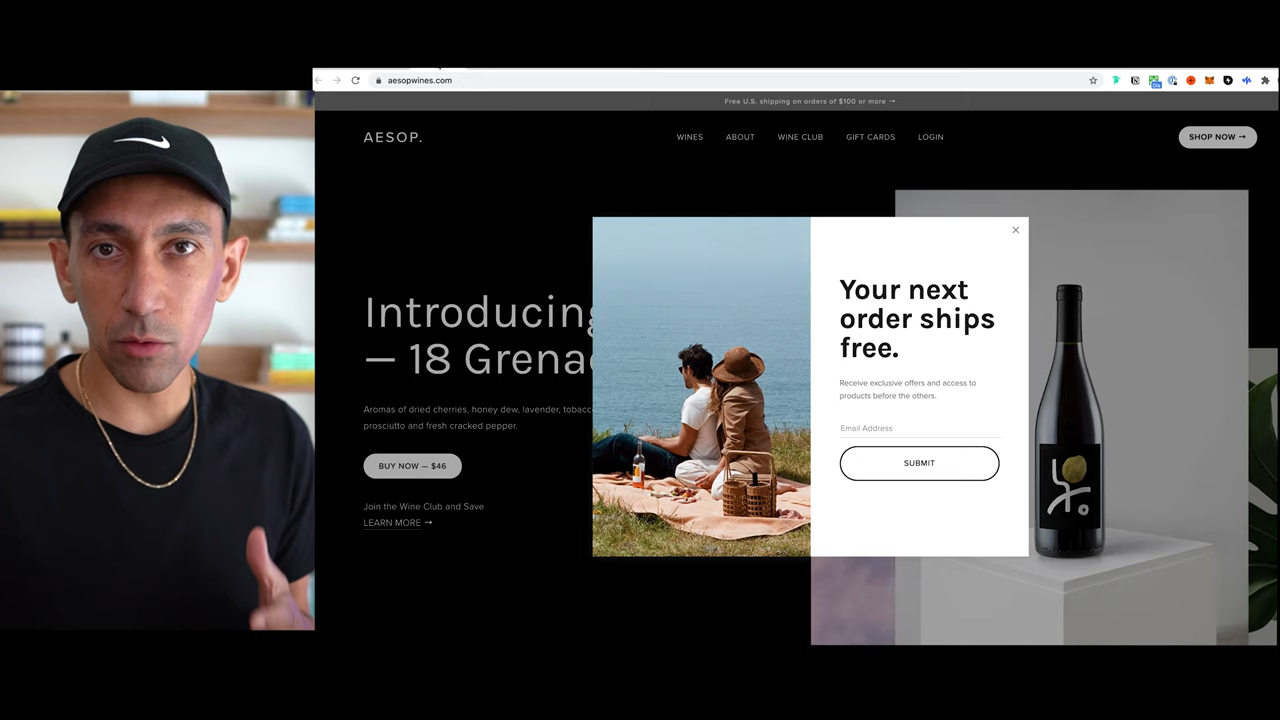 aesopwines.com
Free U.S. shipping on orders of $100 or more →
AESOP.
WINES
ABOUT
WINE CLUB
GIFT CARDS
LOGIN
SHOP NOW →
Introducing
— 18 Grena
Aromas of dried cherries, honey dew, lavender, tobacc
prosciutto and fresh cracked pepper.
BUY NOW — $46
Join the Wine Club and Save
LEARN MORE →
Your next
order ships
free.
Receive exclusive offers and access to
products before the others.
Email Address
SUBMIT